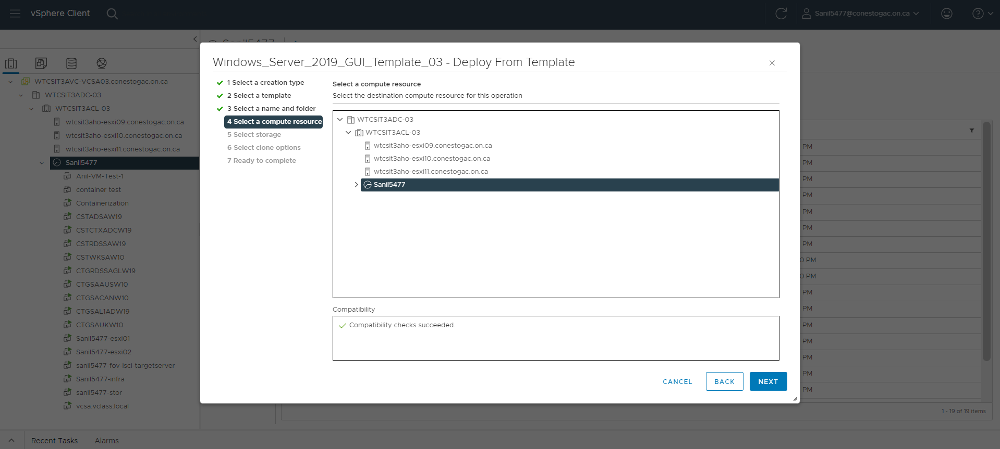 vSphere Client
Sanil5477@conestogac.on.ca
Sanil5477
WTCSIT3AVC-VCSA03.conestogac.on.ca
WTCSIT3ADC-03
WTCSIT3ACL-03
wtcsit3aho-esxi09.conestogac.on.ca
wtcsit3aho-esxi10.conestogac.on.ca
wtcsit3aho-esxi11.conestogac.on.ca
Sanil5477
Anil-VM-Test-1
container test
Containerization
CSTADSAW19
CSTCTXADCW19
CSTRDSSAW19
CSTWKSAW10
CTGRDSSAGLW19
CTGSAAUSW10
CTGSACANW10
CTGSAL1ADW19
CTGSAUKW10
Sanil5477-esxi01
Sanil5477-esxi02
sanil5477-fov-isci-targetserver
Sanil5477-infra
sanil5477-stor
vcsa.vclass.local
Windows_Server_2019_GUI_Template_03 - Deploy From Template
1 Select a creation type
2 Select a template
3 Select a name and folder
4 Select a compute resource
5 Select storage
6 Select clone options
7 Ready to complete
Select a compute resource
Select the destination compute resource for this operation
WTCSIT3ADC-03
WTCSIT3ACL-03
wtcsit3aho-esxi09.conestogac.on.ca
wtcsit3aho-esxi10.conestogac.on.ca
wtcsit3aho-esxi11.conestogac.on.ca
Sanil5477
Compatibility
Compatibility checks succeeded.
CANCEL
BACK
NEXT
PM
PM
PM
PM
PM
PM
PM
0 PM
0 PM
PM
PM
PM
PM
PM
PM
PM
1 - 19 of 19 items
Recent Tasks
Alarms